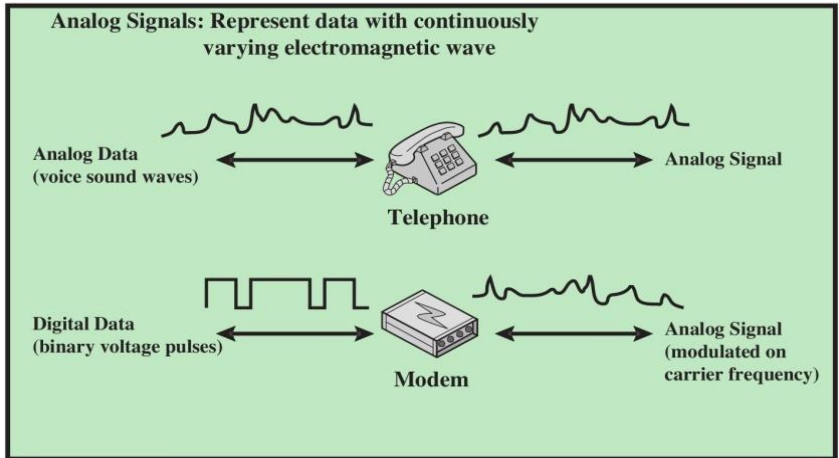 Analog Signals: Represent data with continuously
varying electromagnetic wave
Analog Data
(voice sound waves)
Analog Signal
Telephone
Digital Data
(binary voltage pulses)
Analog Signal
(modulated on
carrier frequency)
Modem